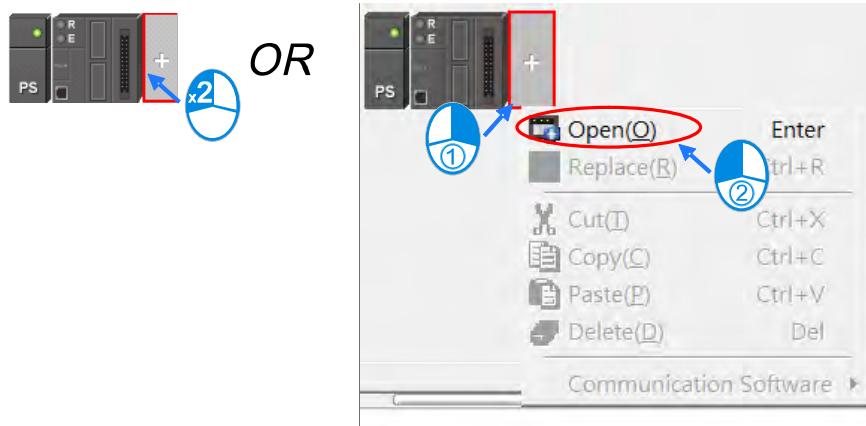 R
E
PS
+
x2
OR
R
E
PS
+
①
Open(O) Enter
②
Replace(R) Ctrl+R
Cut(T) Ctrl+X
Copy(C) Ctrl+C
Paste(P) Ctrl+V
Delete(D) Del
Communication Software